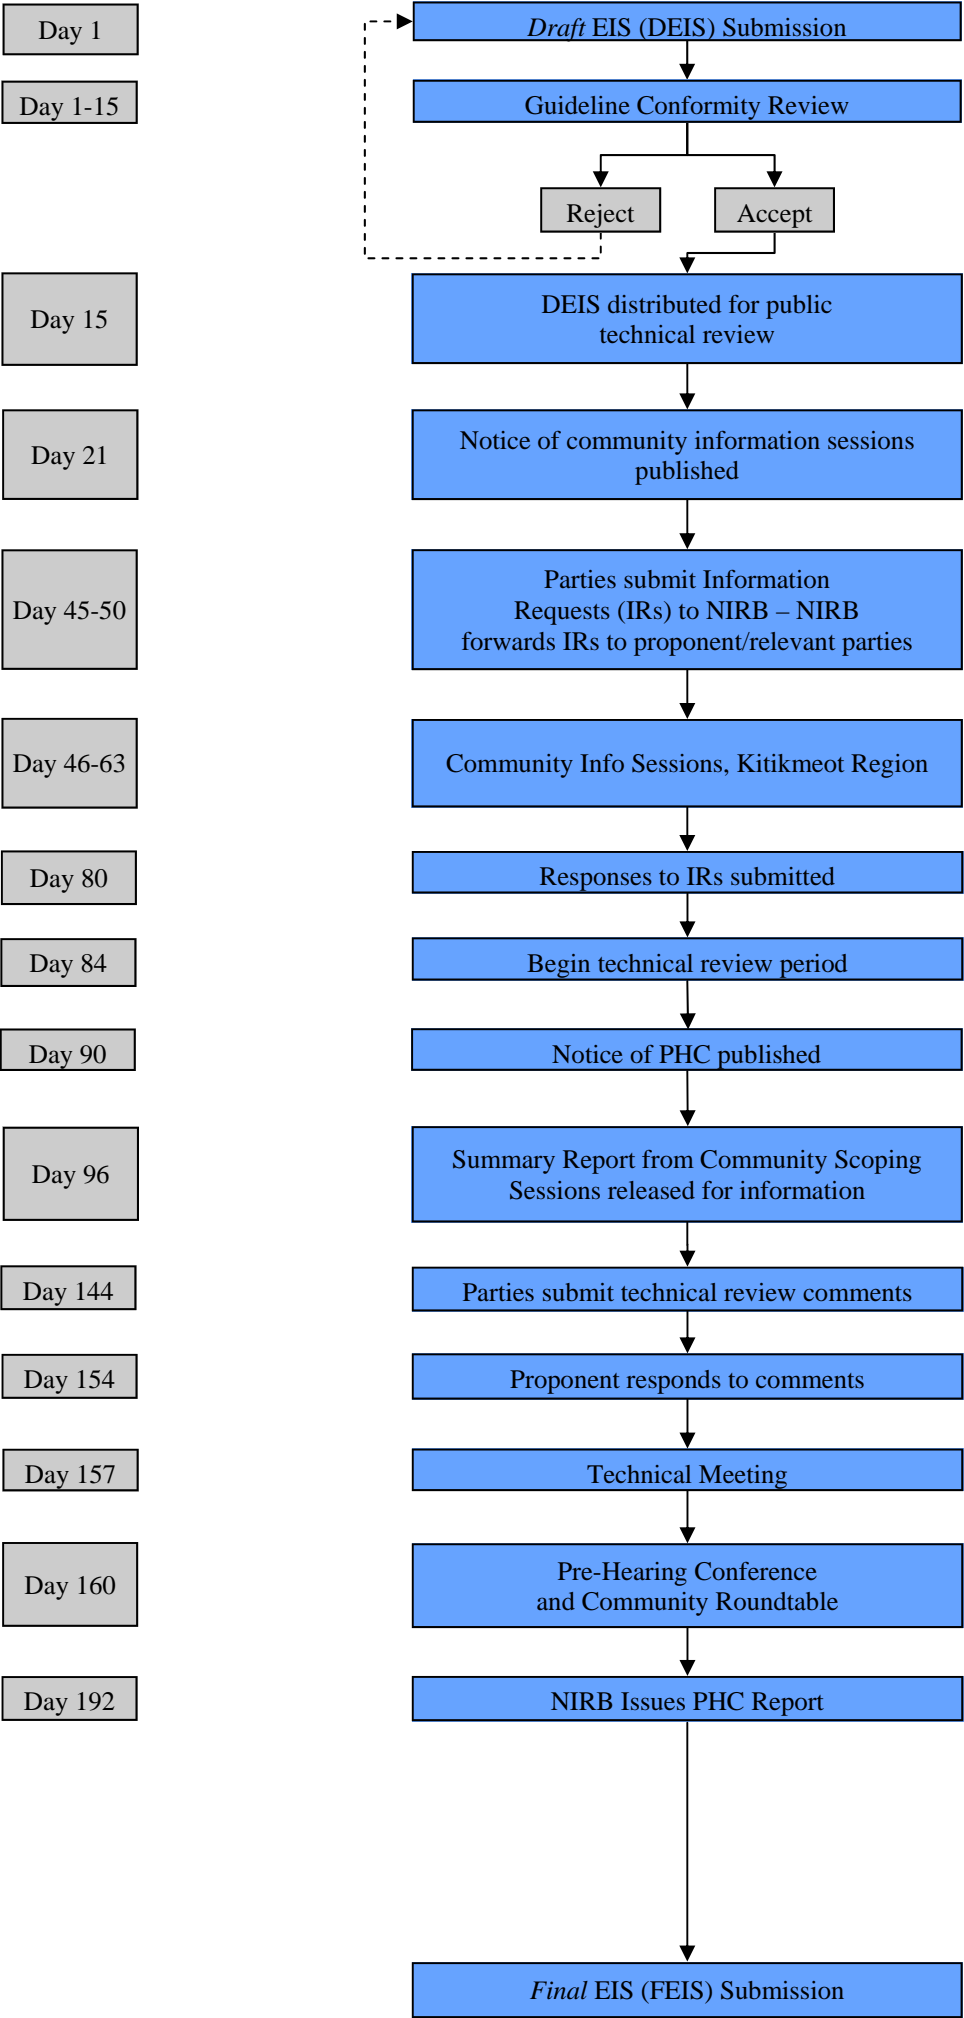 Day 1
Draft EIS (DEIS) Submission
Day 1-15
Guideline Conformity Review
Reject
Accept
Day 15
DEIS distributed for public
technical review
Day 21
Notice of community information sessions
published
Day 45-50
Parties submit Information
Requests (IRs) to NIRB – NIRB
forwards IRs to proponent/relevant parties
Day 46-63
Community Info Sessions, Kitikmeot Region
Day 80
Responses to IRs submitted
Day 84
Begin technical review period
Day 90
Notice of PHC published
Day 96
Summary Report from Community Scoping
Sessions released for information
Day 144
Parties submit technical review comments
Day 154
Proponent responds to comments
Day 157
Technical Meeting
Day 160
Pre-Hearing Conference
and Community Roundtable
Day 192
NIRB Issues PHC Report
Final EIS (FEIS) Submission